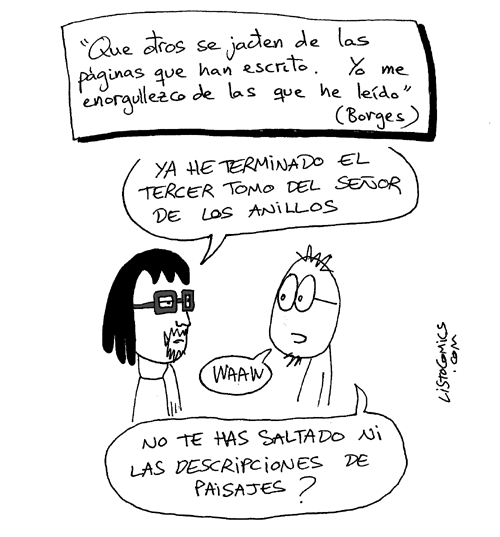 "Que otros se jacten de las
páginas que han escrito. Yo me
enorgullezco de las que he leído"
(Borges)
YA HE TERMINADO EL
TERCER TOMO DEL SEÑOR
DE LOS ANILLOS
WAAW
NO TE HAS SALTADO NI
LAS DESCRIPCIONES DE
PAISAJES?
LISTOCOMICS
.com